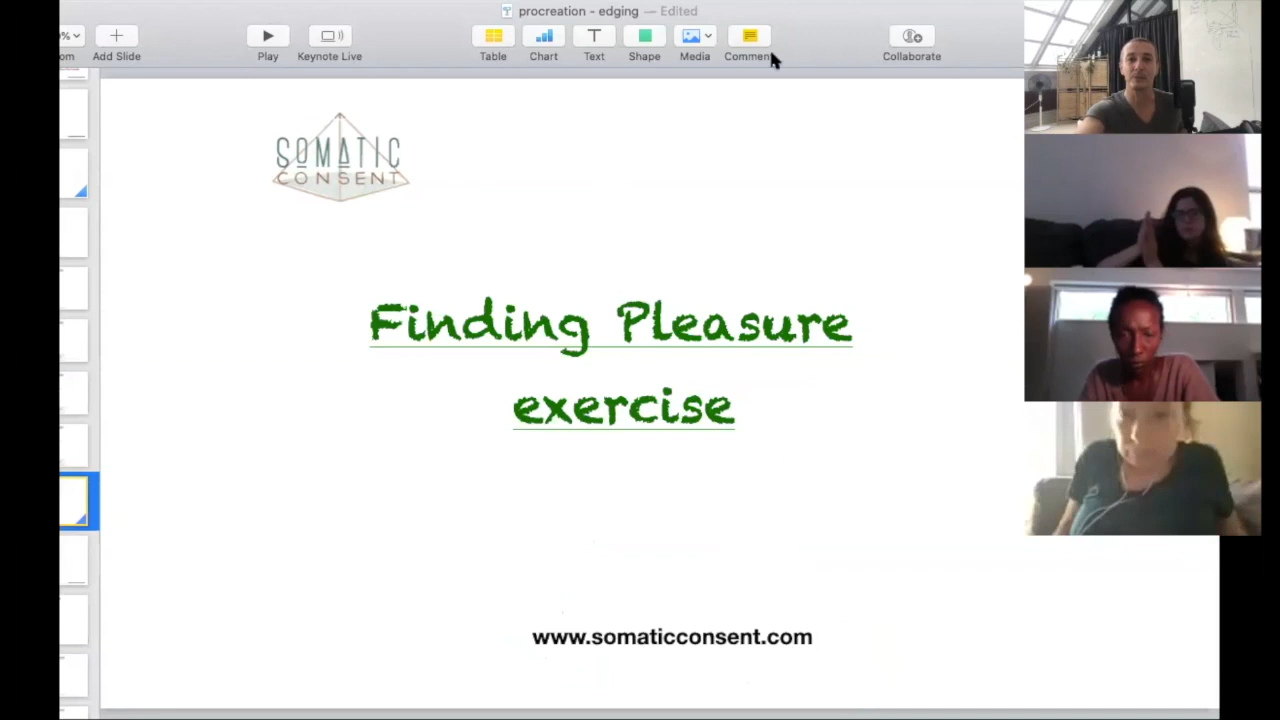 procreation - edging — Edited
Add Slide
Play
Keynote Live
Table
Chart
Text
Shape
Media
Comment
Collaborate
SOMATIC
CONSENT
Finding Pleasure
exercise
www.somaticconsent.com